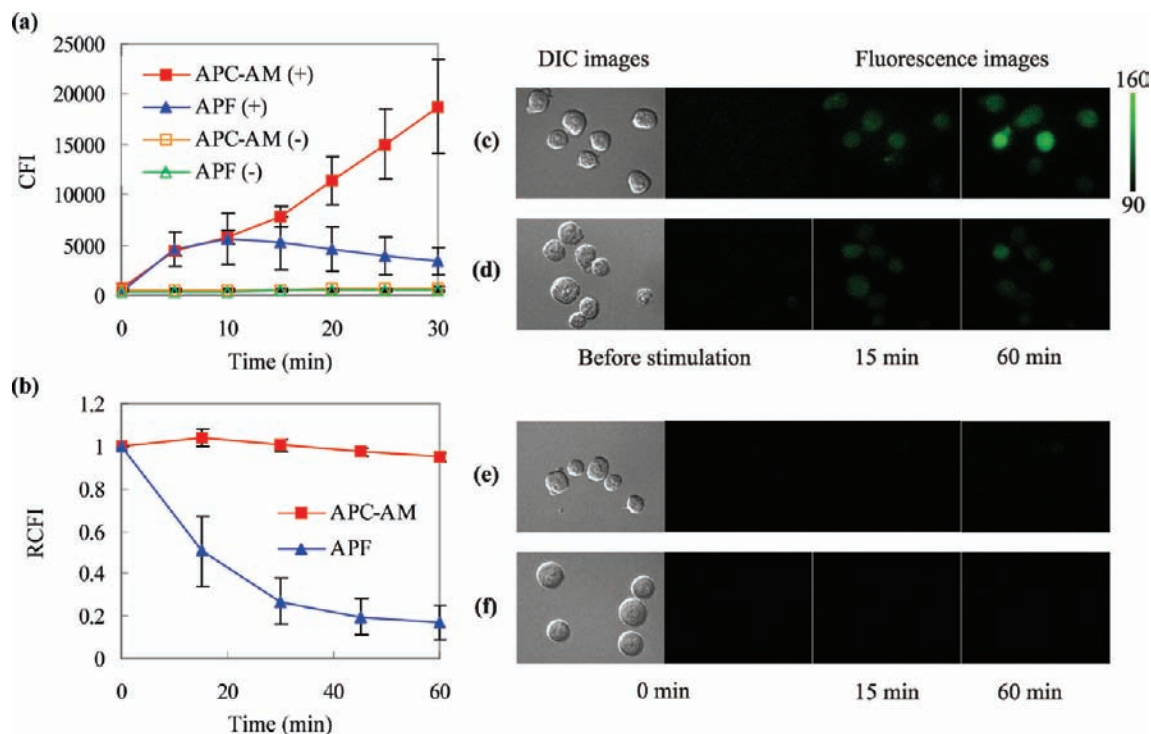 (a)
25000
20000
15000
10000
5000
0
CFI
APC-AM (+)
APF (+)
APC-AM (-)
APF (-)
0 10 20 30
Time (min)
DIC images Fluorescence images
160
90
(c)
(d)
Before stimulation 15 min 60 min
(b)
1.2
1
0.8
0.6
0.4
0.2
0
RCFI
APC-AM
APF
0 20 40 60
Time (min)
(e)
(f)
0 min 15 min 60 min